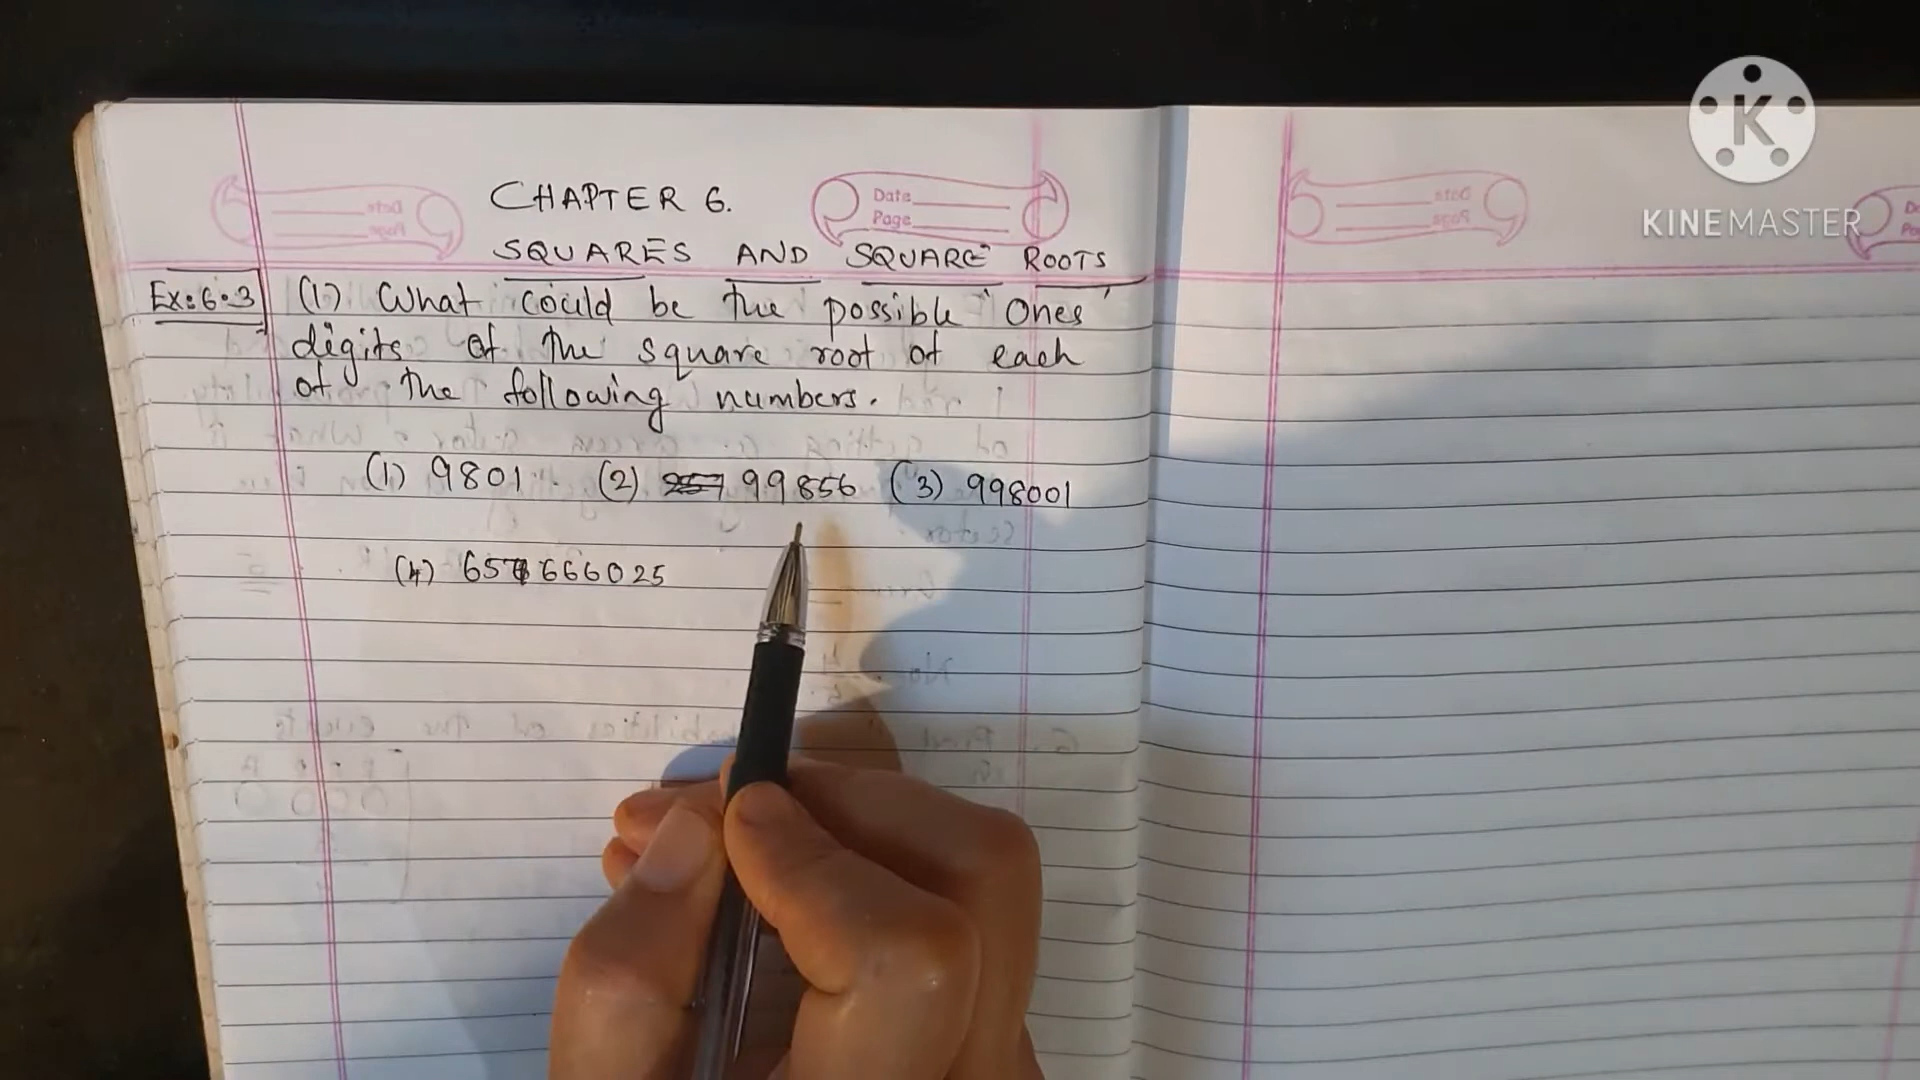 K
KINEMASTER
CHAPTER 6.
Date
Page
SQUARES AND SQUARE ROOTS
Ex:6.3 (1) What could be the possible 'Ones'
digits of the square root of each
of the following numbers.
(1) 9801. (2) 99856 (3) 998001
(4) 657666025